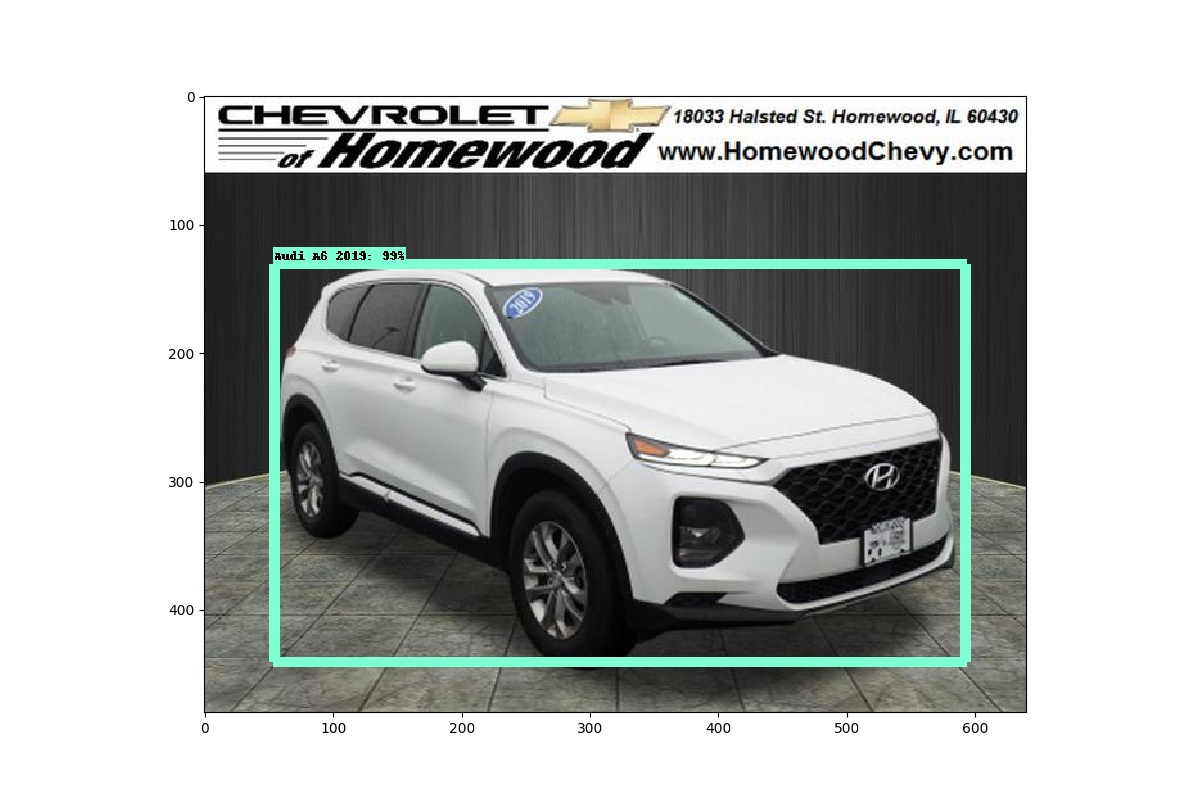 CHEVROLET
of Homewood
18033 Halsted St. Homewood, IL 60430
www.HomewoodChevy.com
Audi A6 2019: 99%
2019
0
100
200
300
400
0 100 200 300 400 500 600